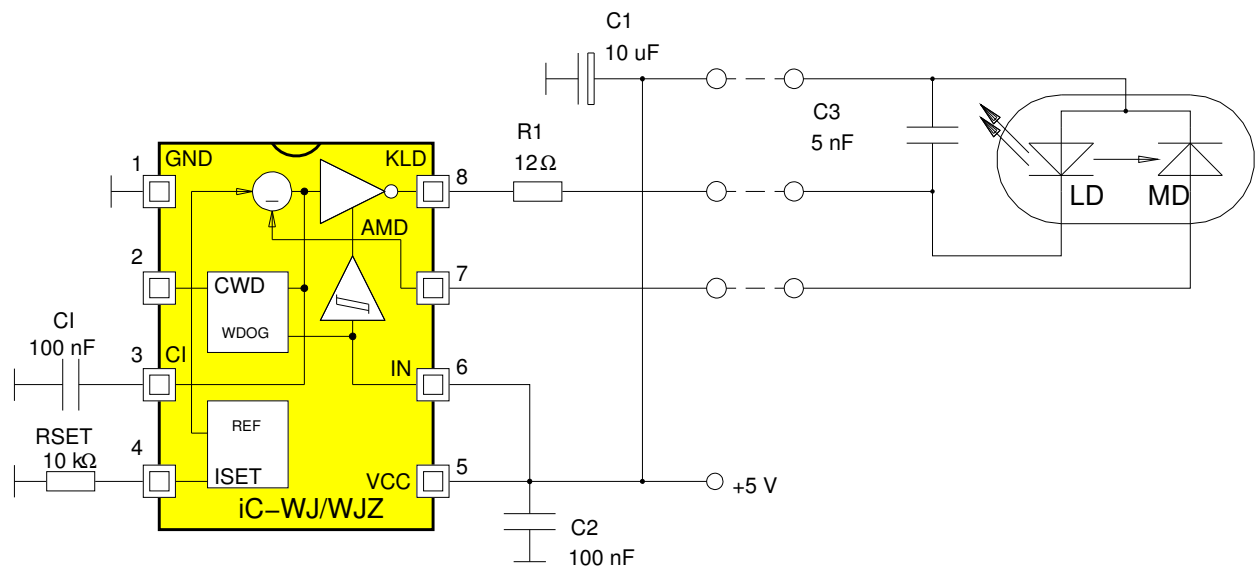 C1
10 uF
R1
12Ω
C3
5 nF
LD
MD
1
GND
KLD
8
AMD
2
7
CWD
WDOG
CI
100 nF
3
CI
IN
6
RSET
10 kΩ
4
REF
ISET
VCC
5
+5 V
iC–WJ/WJZ
C2
100 nF